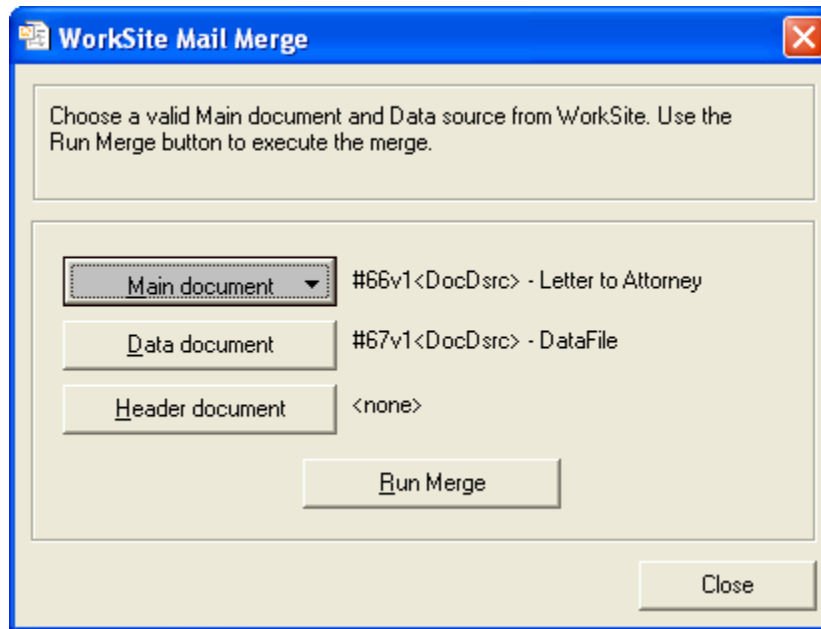 WorkSite Mail Merge
Choose a valid Main document and Data source from WorkSite. Use the
Run Merge button to execute the merge.
Main document #66v1<DocDsrc> - Letter to Attorney
Data document #67v1<DocDsrc> - DataFile
Header document <none>
Run Merge
Close